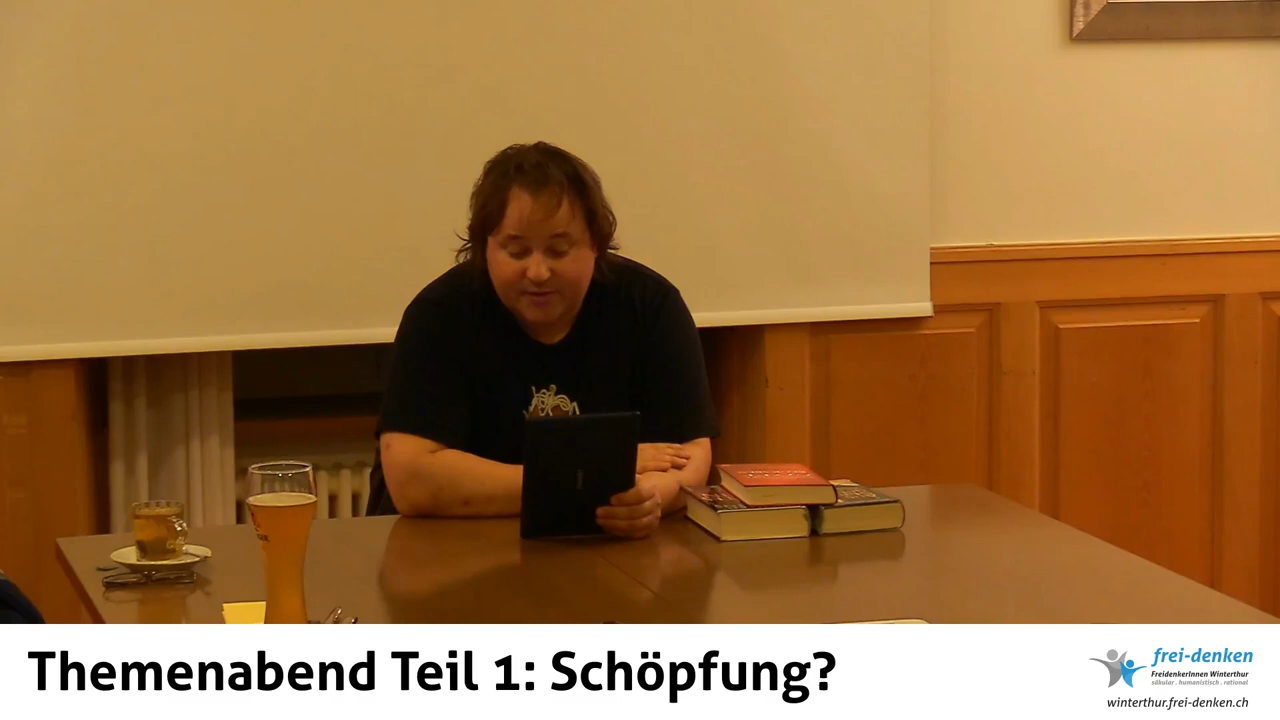 Themenabend Teil 1: Schöpfung?
frei-denken
FreidenkerInnen Winterthur
säkular . humanistisch . rational
winterthur.frei-denken.ch